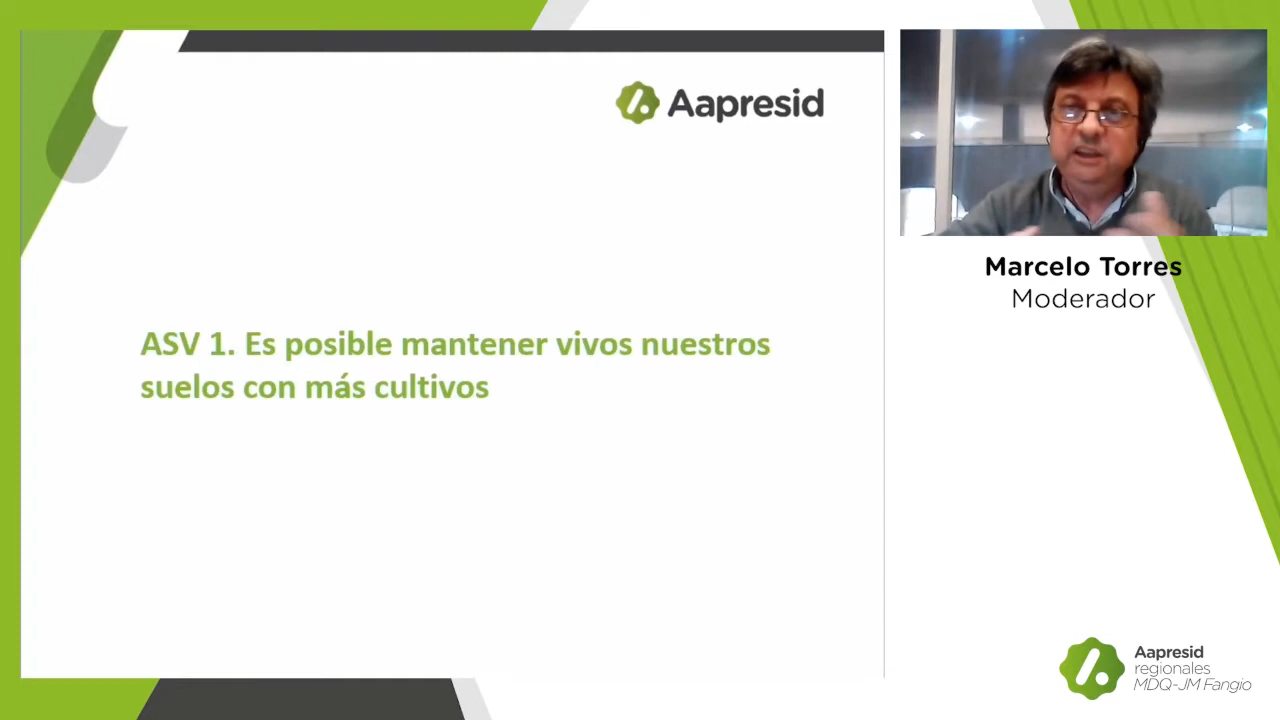 Aapresid
ASV 1. Es posible mantener vivos nuestros
suelos con más cultivos
Marcelo Torres
Moderador
Aapresid
regionales
MDQ-JM Fangio